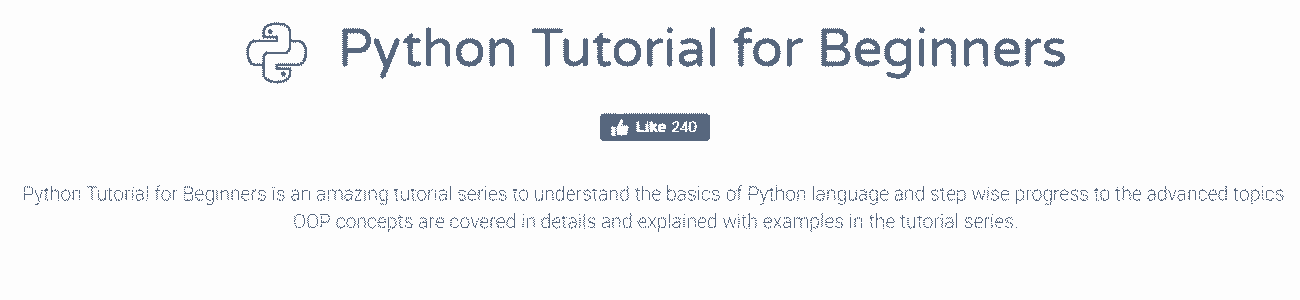 Python Tutorial for Beginners
Like 240
Python Tutorial for Beginners is an amazing tutorial series to understand the basics of Python language and step wise progress to the advanced topics
OOP concepts are covered in details and explained with examples in the tutorial series.